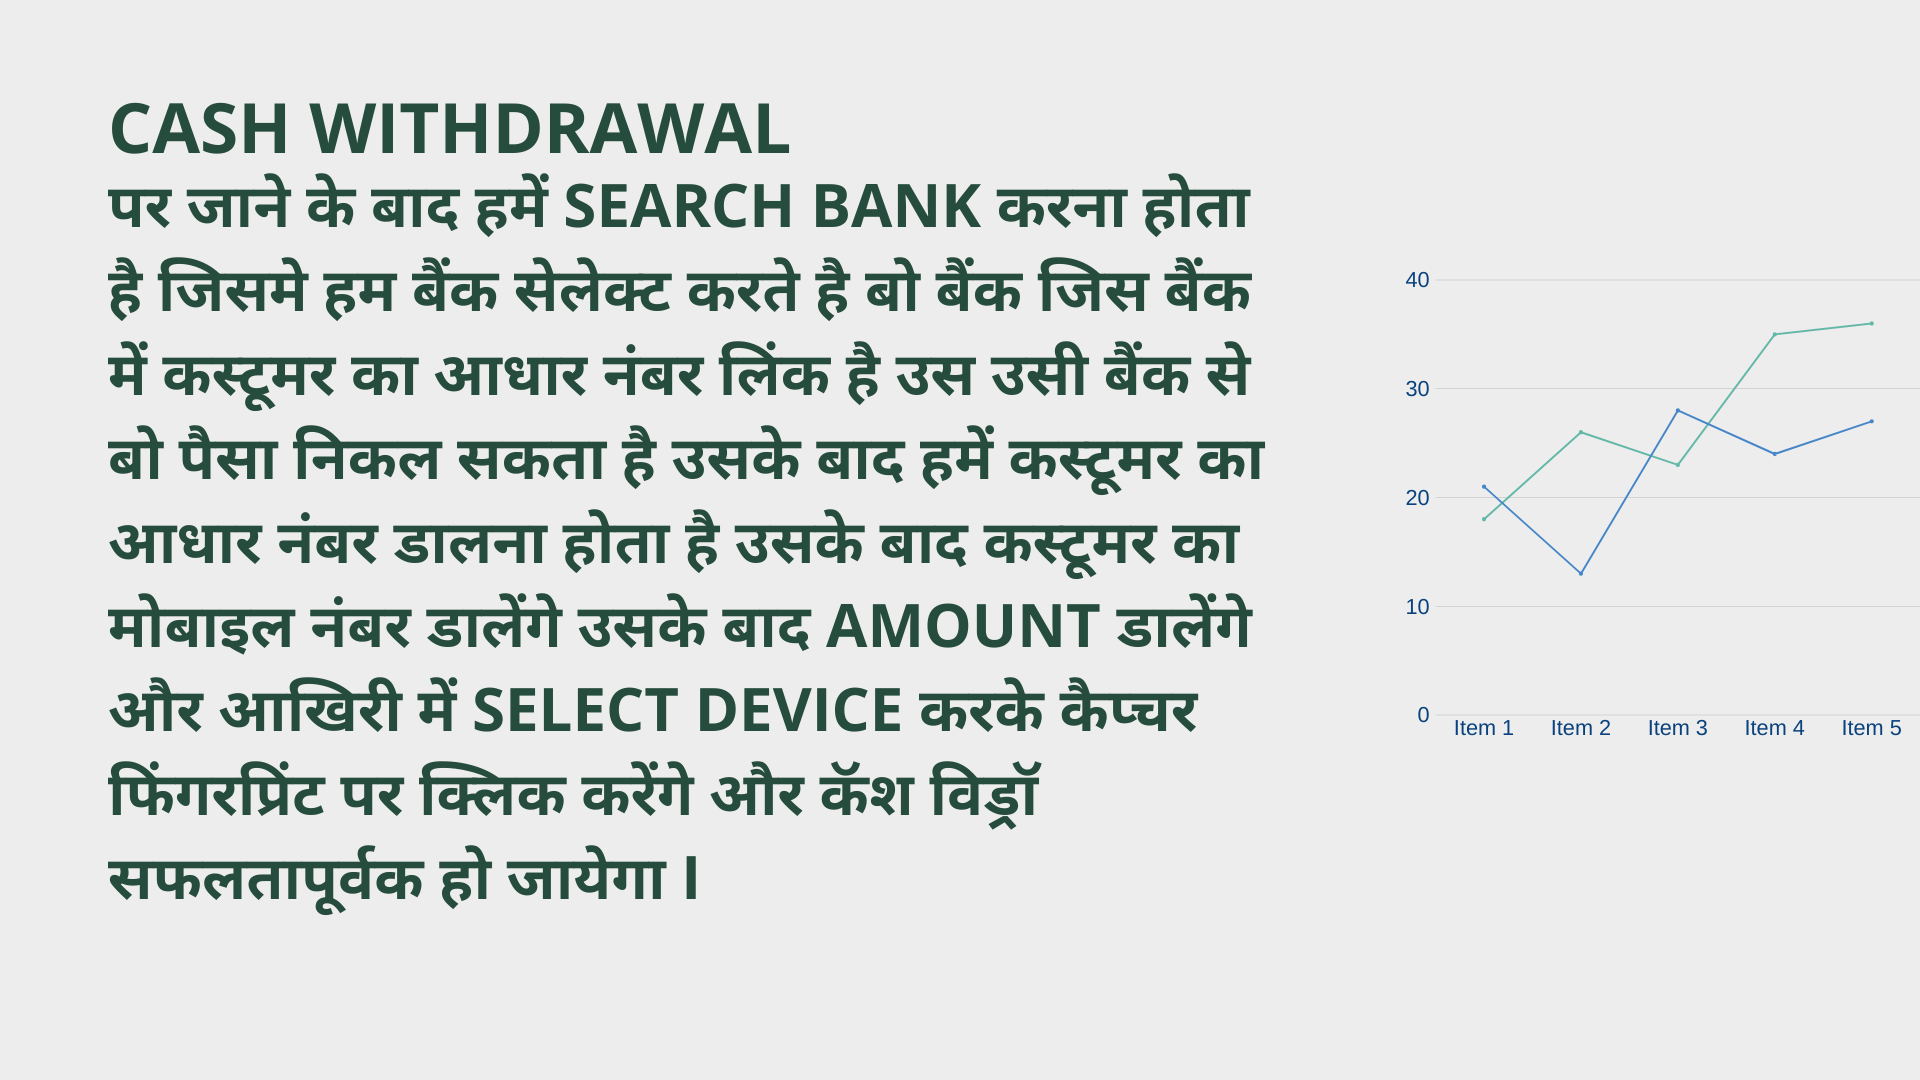 CASH WITHDRAWAL
पर जाने के बाद हमें SEARCH BANK करना होता
है जिसमे हम बैंक सेलेक्ट करते है बो बैंक जिस बैंक
में कस्टूमर का आधार नंबर लिंक है उस उसी बैंक से
बो पैसा निकल सकता है उसके बाद हमें कस्टूमर का
आधार नंबर डालना होता है उसके बाद कस्टूमर का
मोबाइल नंबर डालेंगे उसके बाद AMOUNT डालेंगे
और आखिरी में SELECT DEVICE करके कैप्चर
फिंगरप्रिंट पर क्लिक करेंगे और कॅश विड्रॉ
सफलतापूर्वक हो जायेगा l
40
30
20
10
0
Item 1 Item 2 Item 3 Item 4 Item 5